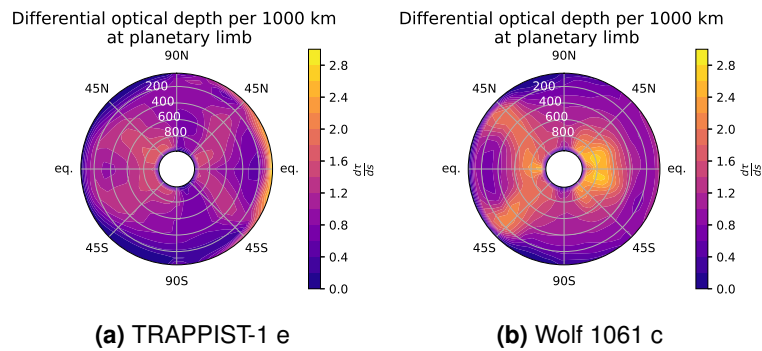 Differential optical depth per 1000 km
at planetary limb
90N
45N
45N
200
400
600
800
eq.
eq.
45S
45S
90S
2.8
2.4
2.0
1.6
1.2
0.8
0.4
0.0
dτ/ds
(a) TRAPPIST-1 e
Differential optical depth per 1000 km
at planetary limb
90N
45N
45N
200
400
600
800
eq.
eq.
45S
45S
90S
2.8
2.4
2.0
1.6
1.2
0.8
0.4
0.0
dτ/ds
(b) Wolf 1061 c